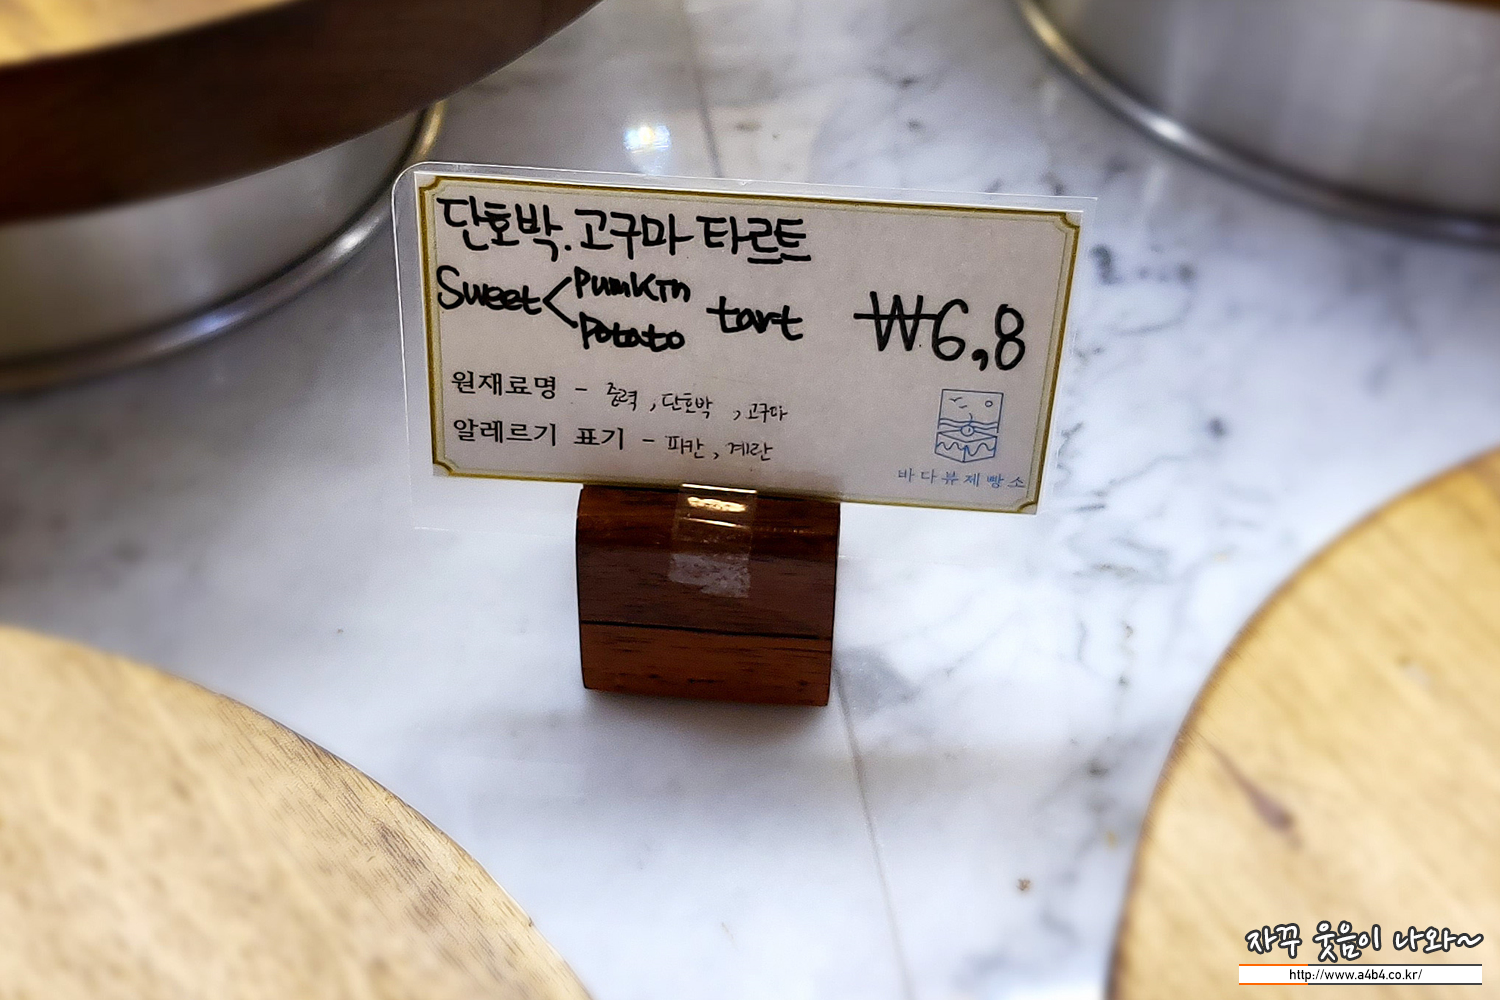 단호박.고구마 타르트
Sweet < Pumkin Potato tart
₩6,8
원재료명 - 중력, 단호박, 고구마
알레르기 표기 - 피칸, 계란
바다뷰제빵소
자꾸 웃음이 나와~
http://www.a4b4.co.kr/